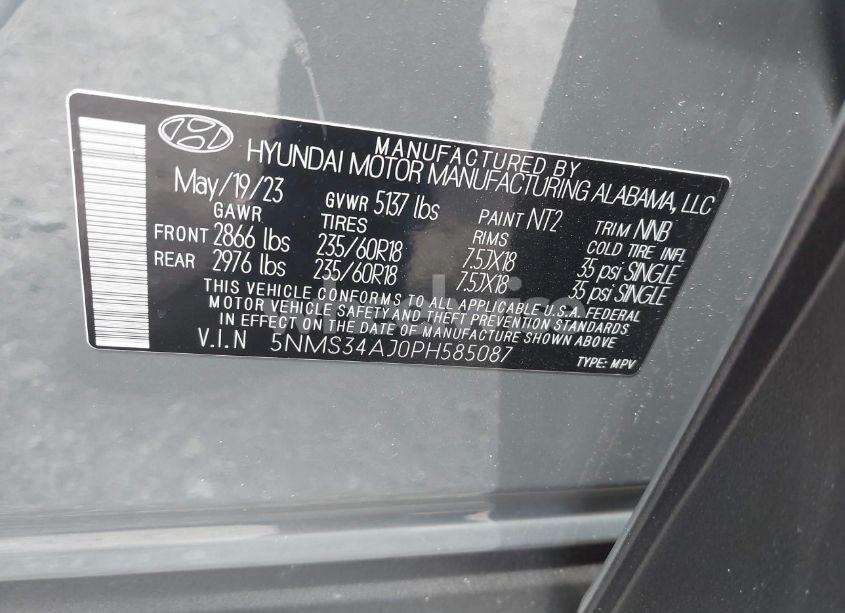 MANUFACTURED BY
HYUNDAI MOTOR MANUFACTURING ALABAMA, LLC
May/19/23 GVWR 5137 lbs PAINT NT2 TRIM NNB
GAWR TIRES RIMS COLD TIRE INFL
FRONT 2866 lbs 235/60R18 7.5JX18 35 psi SINGLE
REAR 2976 lbs 235/60R18 7.5JX18 35 psi SINGLE
THIS VEHICLE CONFORMS TO ALL APPLICABLE U.S.A. FEDERAL
MOTOR VEHICLE SAFETY AND THEFT PREVENTION STANDARDS
IN EFFECT ON THE DATE OF MANUFACTURE SHOWN ABOVE
V.I.N 5NMS34AJ0PH585087 TYPE: MPV